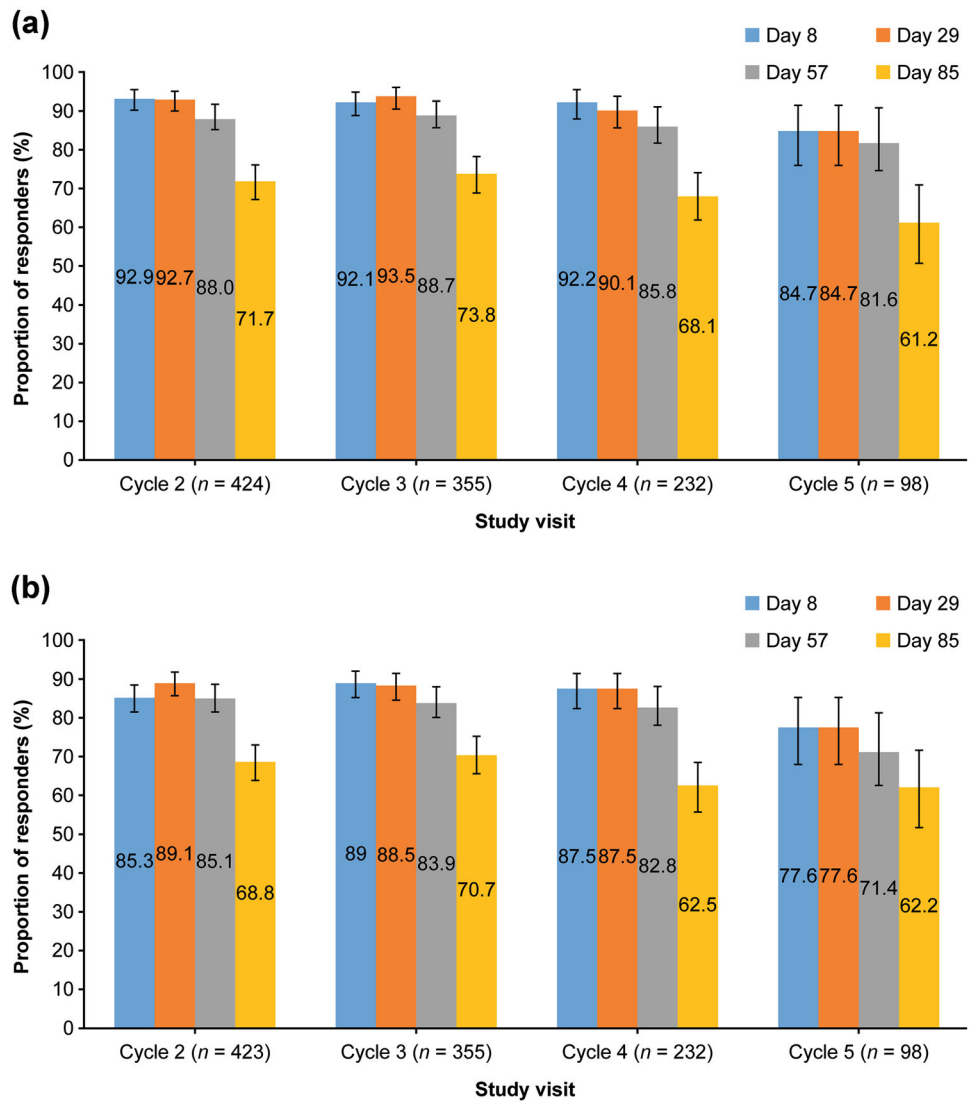 (a)
Day 8 Day 29
Day 57 Day 85
Proportion of responders (%)
100
90
80
70
60
50
40
30
20
10
0
92.9 92.7 88.0 71.7
92.1 93.5 88.7 73.8
92.2 90.1 85.8 68.1
84.7 84.7 81.6 61.2
Cycle 2 (n = 424) Cycle 3 (n = 355) Cycle 4 (n = 232) Cycle 5 (n = 98)
Study visit
(b)
Day 8 Day 29
Day 57 Day 85
Proportion of responders (%)
100
90
80
70
60
50
40
30
20
10
0
85.3 89.1 85.1 68.8
89 88.5 83.9 70.7
87.5 87.5 82.8 62.5
77.6 77.6 71.4 62.2
Cycle 2 (n = 423) Cycle 3 (n = 355) Cycle 4 (n = 232) Cycle 5 (n = 98)
Study visit